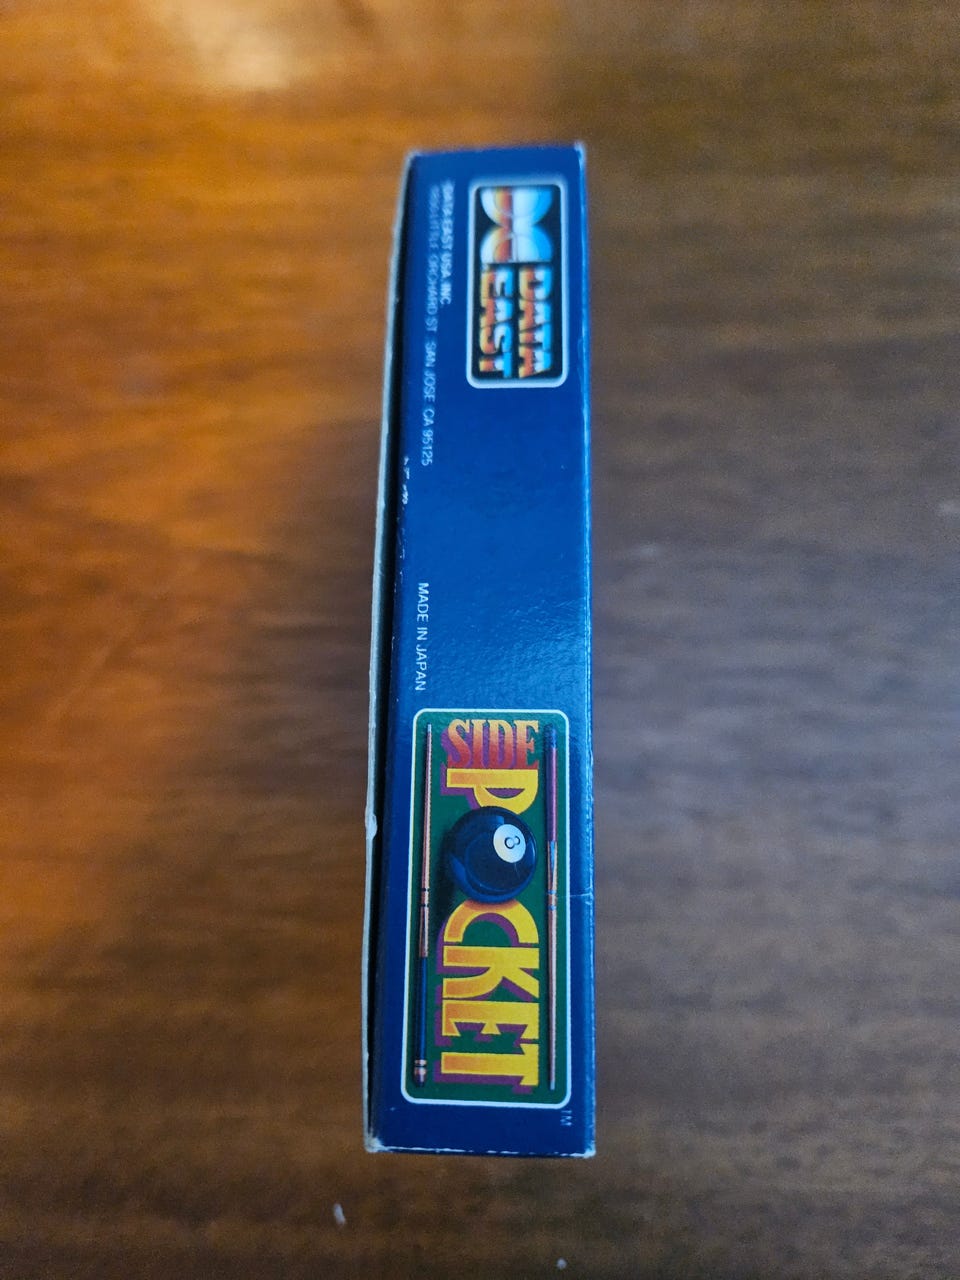 DATA
EAST
DATA EAST USA, INC.
LITTLE ORCHARD ST. SAN JOSE, CA 95125
MADE IN JAPAN
SIDE
POCKET
8
TM